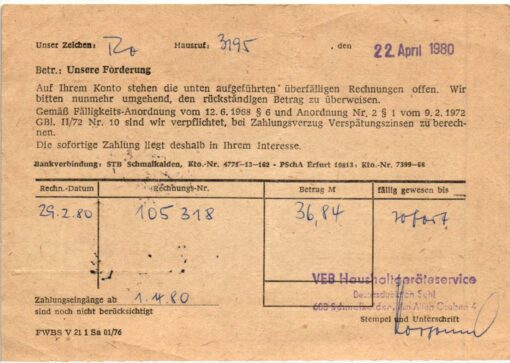 Unser Zeichen: Ro Hausruf: 3195 , den 22. April 1980
Betr.: Unsere Forderung
Auf Ihrem Konto stehen die unten aufgeführten überfälligen Rechnungen offen. Wir
bitten nunmehr umgehend, den rückständigen Betrag zu überweisen.
Gemäß Fälligkeits-Anordnung vom 12. 6. 1968 § 6 und Anordnung Nr. 2 § 1 vom 9. 2. 1972
GBl. II/72 Nr. 10 sind wir verpflichtet, bei Zahlungsverzug Verspätungszinsen zu berech-
nen.
Die sofortige Zahlung liegt deshalb in Ihrem Interesse.
Bankverbindung: STB Schmalkalden, Kto.-Nr. 4775-13-162 - PSchA Erfurt 10813: Kto.-Nr. 7399-68
Rechn.-Datum Rechnungs-Nr. Betrag M fällig gewesen bis
29.2.80 105318 36,84 sofort
VEB Haushaltgeräteservice
Suhl
Zahlungseingänge ab 1.4.80
sind noch nicht berücksichtigt
Stempel und Unterschrift
FWBS V 21 1 Sa 01/76